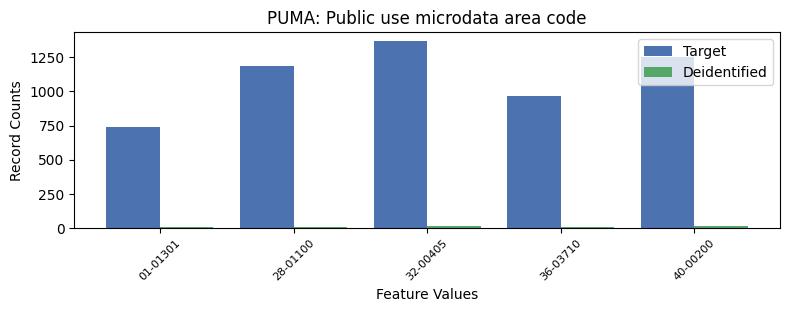 PUMA: Public use microdata area code
Target
Deidentified
Record Counts
1250
1000
750
500
250
0
01-01301
28-01100
32-00405
36-03710
40-00200
Feature Values